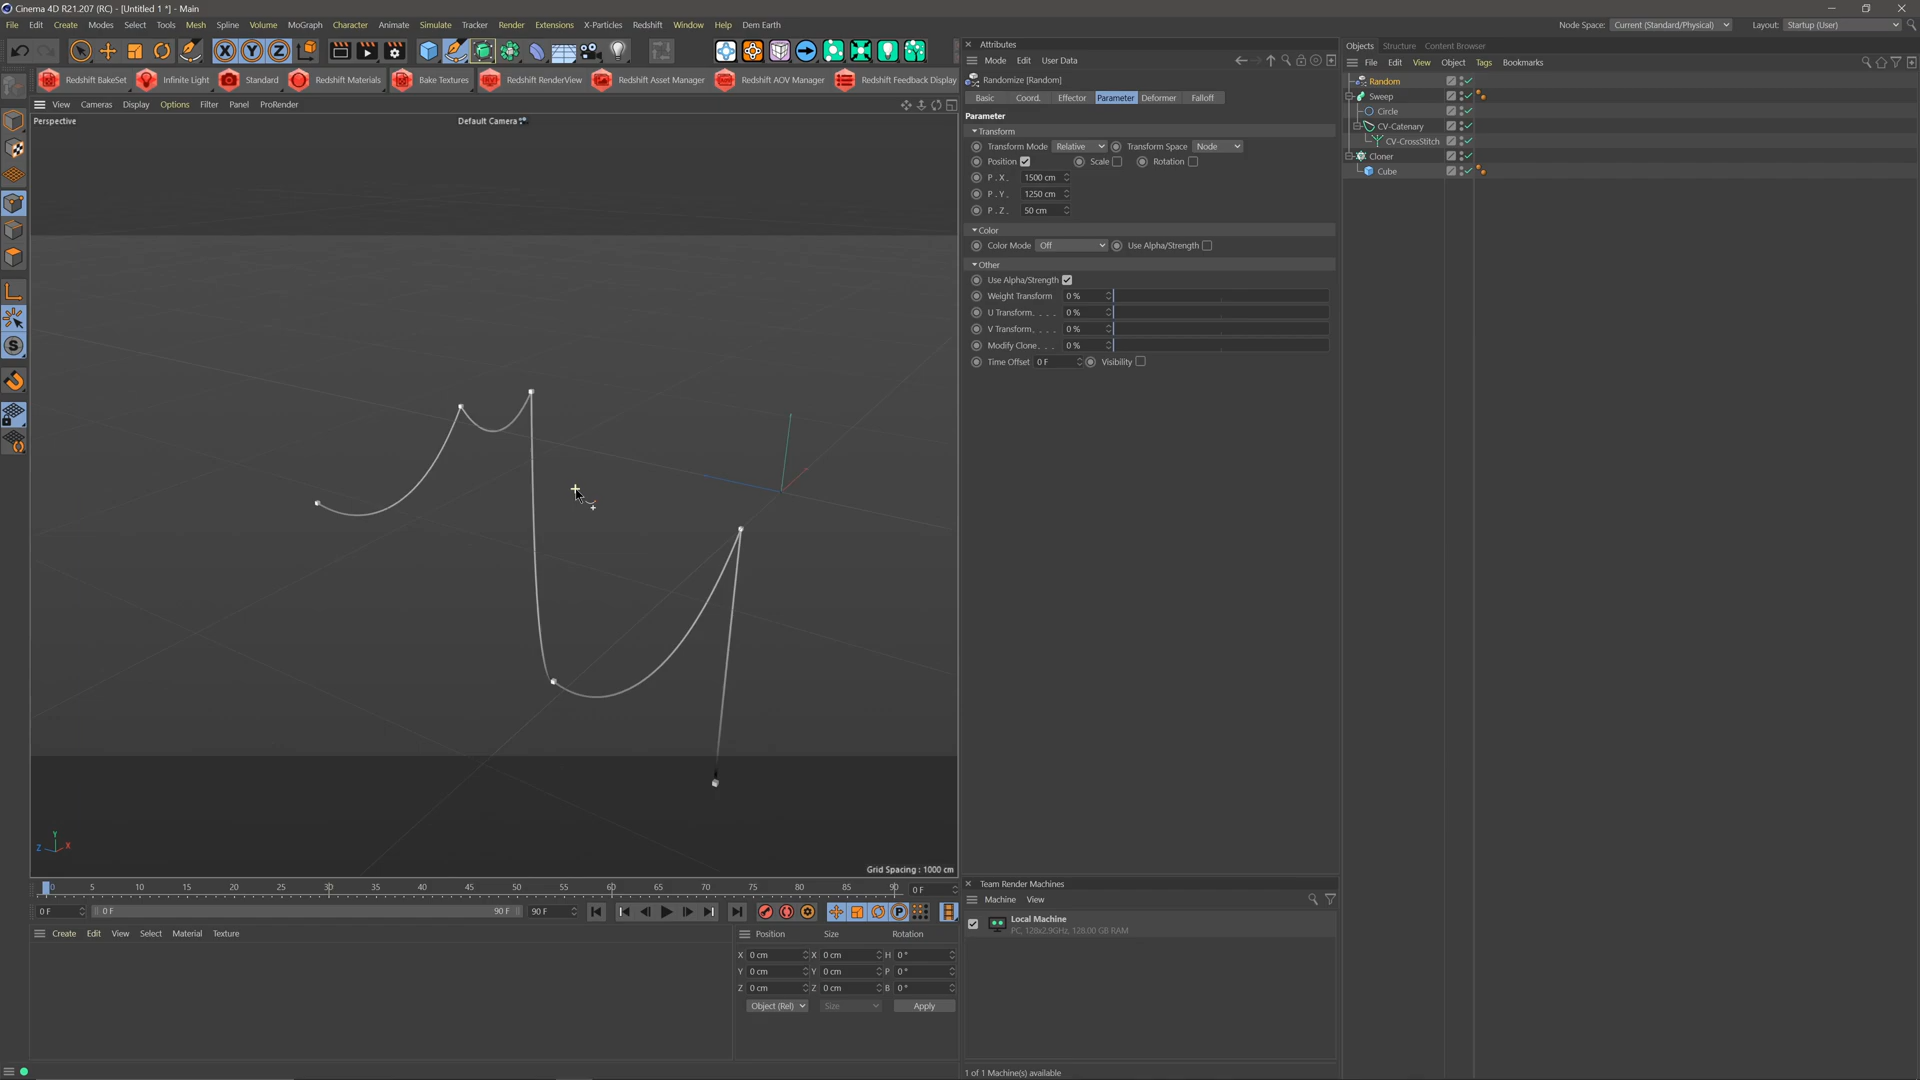 Cinema 4D R21.207 (RC) - [Untitled 1 *] - Main
File Edit Create Modes Select Tools Mesh Spline Volume MoGraph Character Animate Simulate Tracker Render Extensions X-Particles Redshift Window Help Dem Earth Node Space: Current (Standard/Physical) Layout: Startup (User)
Redshift BakeSet Infinite Light Standard Redshift Materials Bake Textures Redshift RenderView Redshift Asset Manager Redshift AOV Manager Redshift Feedback Display
View Cameras Display Options Filter Panel ProRender
Perspective Default Camera
Grid Spacing : 1000 cm
Y
Z X
0 5 10 15 20 25 30 35 40 45 50 55 60 65 70 75 80 85 90 0 F
0 F 0 F 90 F 90 F
Create Edit View Select Material Texture
Position Size Rotation
X 0 cm X 0 cm H 0 °
Y 0 cm Y 0 cm P 0 °
Z 0 cm Z 0 cm B 0 °
Object (Rel) Size Apply
Attributes
Mode Edit User Data
Randomize [Random]
Basic Coord. Effector Parameter Deformer Falloff
Parameter
Transform
Transform Mode Relative Transform Space Node
Position Scale Rotation
P . X . 1500 cm
P . Y . 1250 cm
P . Z . 50 cm
Color
Color Mode Off Use Alpha/Strength
Other
Use Alpha/Strength
Weight Transform 0 %
U Transform. . . . 0 %
V Transform. . . . 0 %
Modify Clone. . . 0 %
Time Offset 0 F Visibility
Team Render Machines
Machine View
Local Machine
PC, 128x2.9GHz, 128.00 GB RAM
1 of 1 Machine(s) available
Objects Structure Content Browser
File Edit View Object Tags Bookmarks
Random
Sweep
Circle
CV-Catenary
CV-CrossStitch
Cloner
Cube